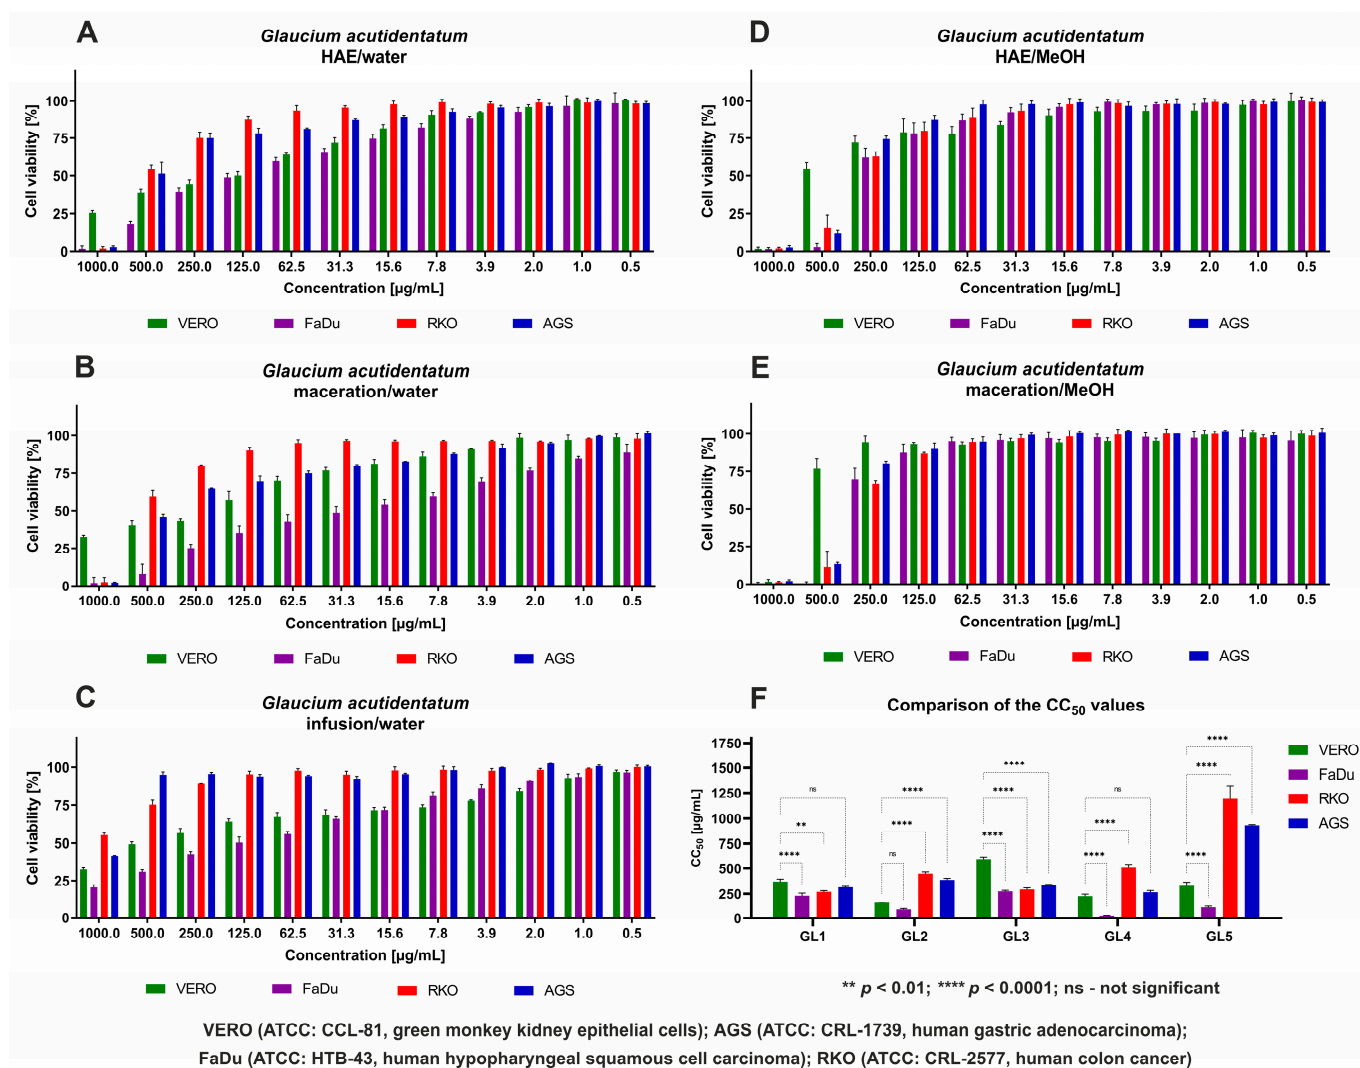 A
Glaucium acutidentatum
HAE/water
Cell viability [%]
100
75
50
25
0
1000.0 500.0 250.0 125.0 62.5 31.3 15.6 7.8 3.9 2.0 1.0 0.5
Concentration [µg/mL]
VERO FaDu RKO AGS
D
Glaucium acutidentatum
HAE/MeOH
Cell viability [%]
100
75
50
25
0
1000.0 500.0 250.0 125.0 62.5 31.3 15.6 7.8 3.9 2.0 1.0 0.5
Concentration [µg/mL]
VERO FaDu RKO AGS
B
Glaucium acutidentatum
maceration/water
Cell viability [%]
100
75
50
25
0
1000.0 500.0 250.0 125.0 62.5 31.3 15.6 7.8 3.9 2.0 1.0 0.5
Concentration [µg/mL]
VERO FaDu RKO AGS
E
Glaucium acutidentatum
maceration/MeOH
Cell viability [%]
100
75
50
25
0
1000.0 500.0 250.0 125.0 62.5 31.3 15.6 7.8 3.9 2.0 1.0 0.5
Concentration [µg/mL]
VERO FaDu RKO AGS
C
Glaucium acutidentatum
infusion/water
Cell viability [%]
100
75
50
25
0
1000.0 500.0 250.0 125.0 62.5 31.3 15.6 7.8 3.9 2.0 1.0 0.5
Concentration [µg/mL]
VERO FaDu RKO AGS
F
Comparison of the CC50 values
CC50 [µg/mL]
1750
1500
1250
1000
750
500
250
0
**** ** ns
ns **** ****
**** **** ****
**** **** ns
**** **** ****
GL1 GL2 GL3 GL4 GL5
VERO
FaDu
RKO
AGS
** p < 0.01; **** p < 0.0001; ns - not significant
VERO (ATCC: CCL-81, green monkey kidney epithelial cells); AGS (ATCC: CRL-1739, human gastric adenocarcinoma);
FaDu (ATCC: HTB-43, human hypopharyngeal squamous cell carcinoma); RKO (ATCC: CRL-2577, human colon cancer)